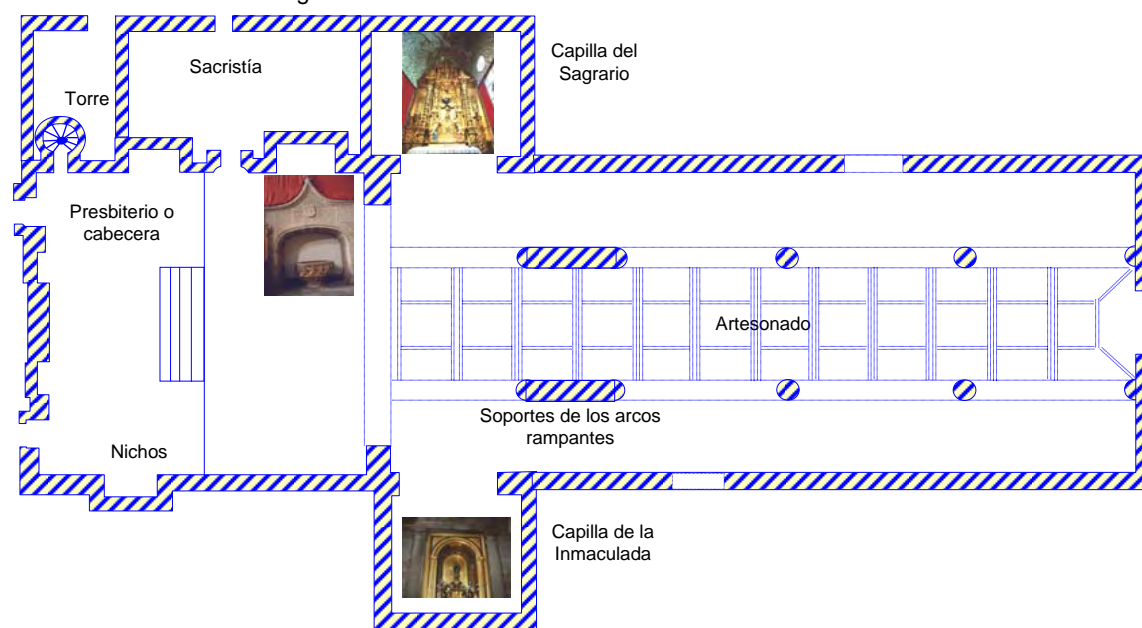 Sacristía
Capilla del
Sagrario
Torre
Presbiterio o
cabecera
Artesonado
Soportes de los arcos
rampantes
Nichos
Capilla de la
Inmaculada